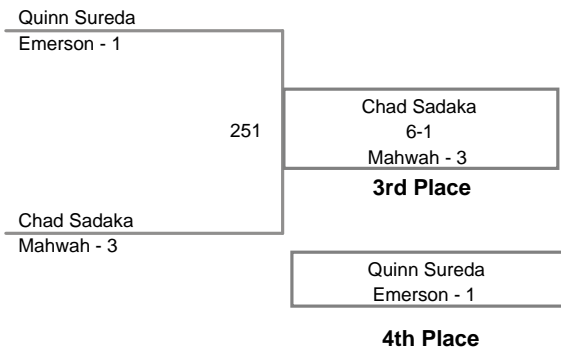 Quinn Sureda
Emerson - 1
251
Chad Sadaka
6-1
Mahwah - 3
3rd Place
Chad Sadaka
Mahwah - 3
Quinn Sureda
Emerson - 1
4th Place